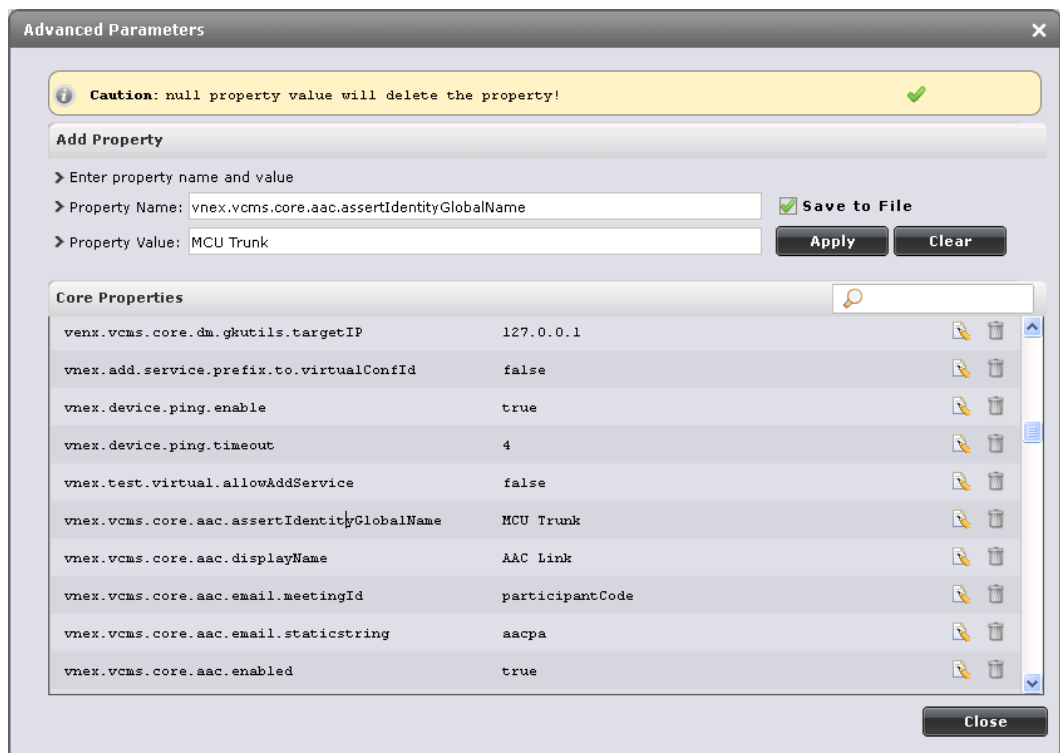 Advanced Parameters
Caution: null property value will delete the property!
Add Property
Enter property name and value
Property Name: vnex.vcms.core.aac.assertIdentityGlobalName
Save to File
Property Value: MCU Trunk
Apply Clear
Core Properties
venx.vcms.core.dm.gkutils.targetIP 127.0.0.1
vnex.add.service.prefix.to.virtualConfId false
vnex.device.ping.enable true
vnex.device.ping.timeout 4
vnex.test.virtual.allowAddService false
vnex.vcms.core.aac.assertIdentityGlobalName MCU Trunk
vnex.vcms.core.aac.displayName AAC Link
vnex.vcms.core.aac.email.meetingId participantCode
vnex.vcms.core.aac.email.staticstring aacpa
vnex.vcms.core.aac.enabled true
Close